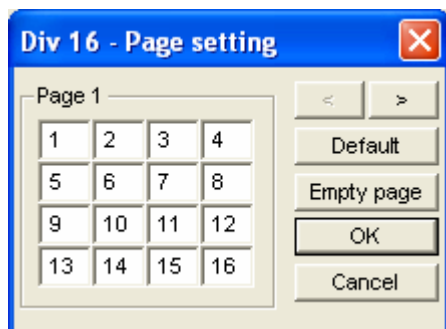 Div 16 - Page setting
Page 1
< >
1 2 3 4
Default
5 6 7 8
Empty page
9 10 11 12
OK
13 14 15 16
Cancel